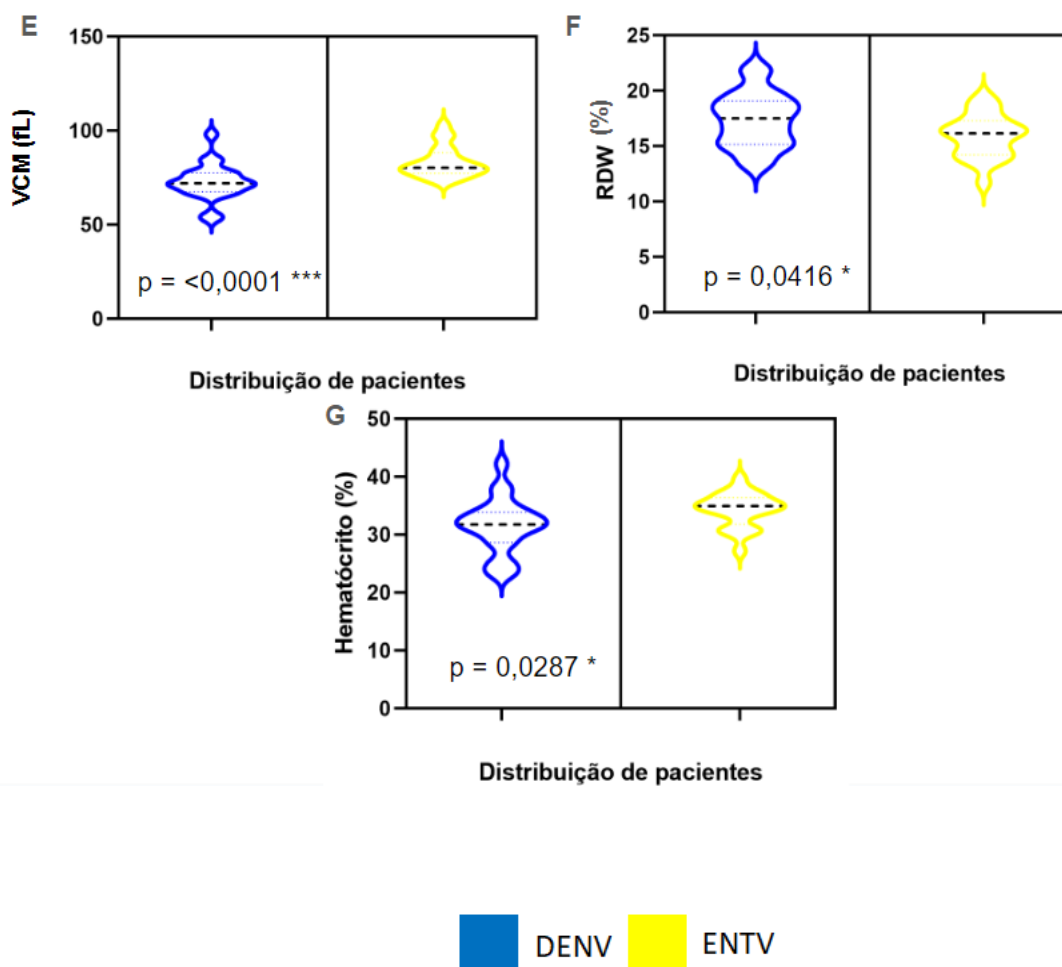 E
150
100
50
0
VCM (fL)
p = <0,0001 ***
Distribuição de pacientes
F
25
20
15
10
5
0
RDW (%)
p = 0,0416 *
Distribuição de pacientes
G
50
40
30
20
10
0
Hematócrito (%)
p = 0,0287 *
Distribuição de pacientes
DENV ENTV